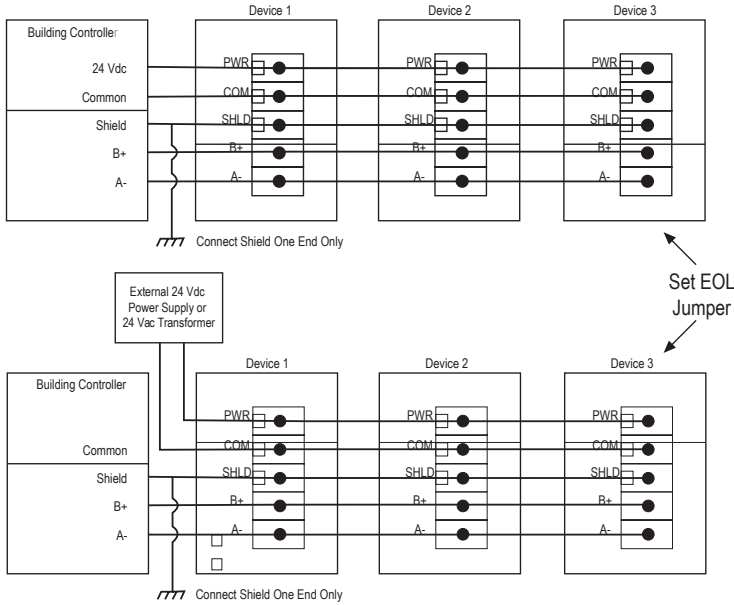 Device 1 Device 2 Device 3
Building Controller
24 Vdc PWR PWR PWR
Common COM COM COM
Shield SHLD SHLD SHLD
B+ B+ B+ B+
A- A- A- A-
Connect Shield One End Only
Set EOL
Jumper
External 24 Vdc
Power Supply or
24 Vac Transformer
Device 1 Device 2 Device 3
Building Controller
PWR PWR PWR
Common COM COM COM
Shield SHLD SHLD SHLD
B+ B+ B+ B+
A- A- A- A-
Connect Shield One End Only